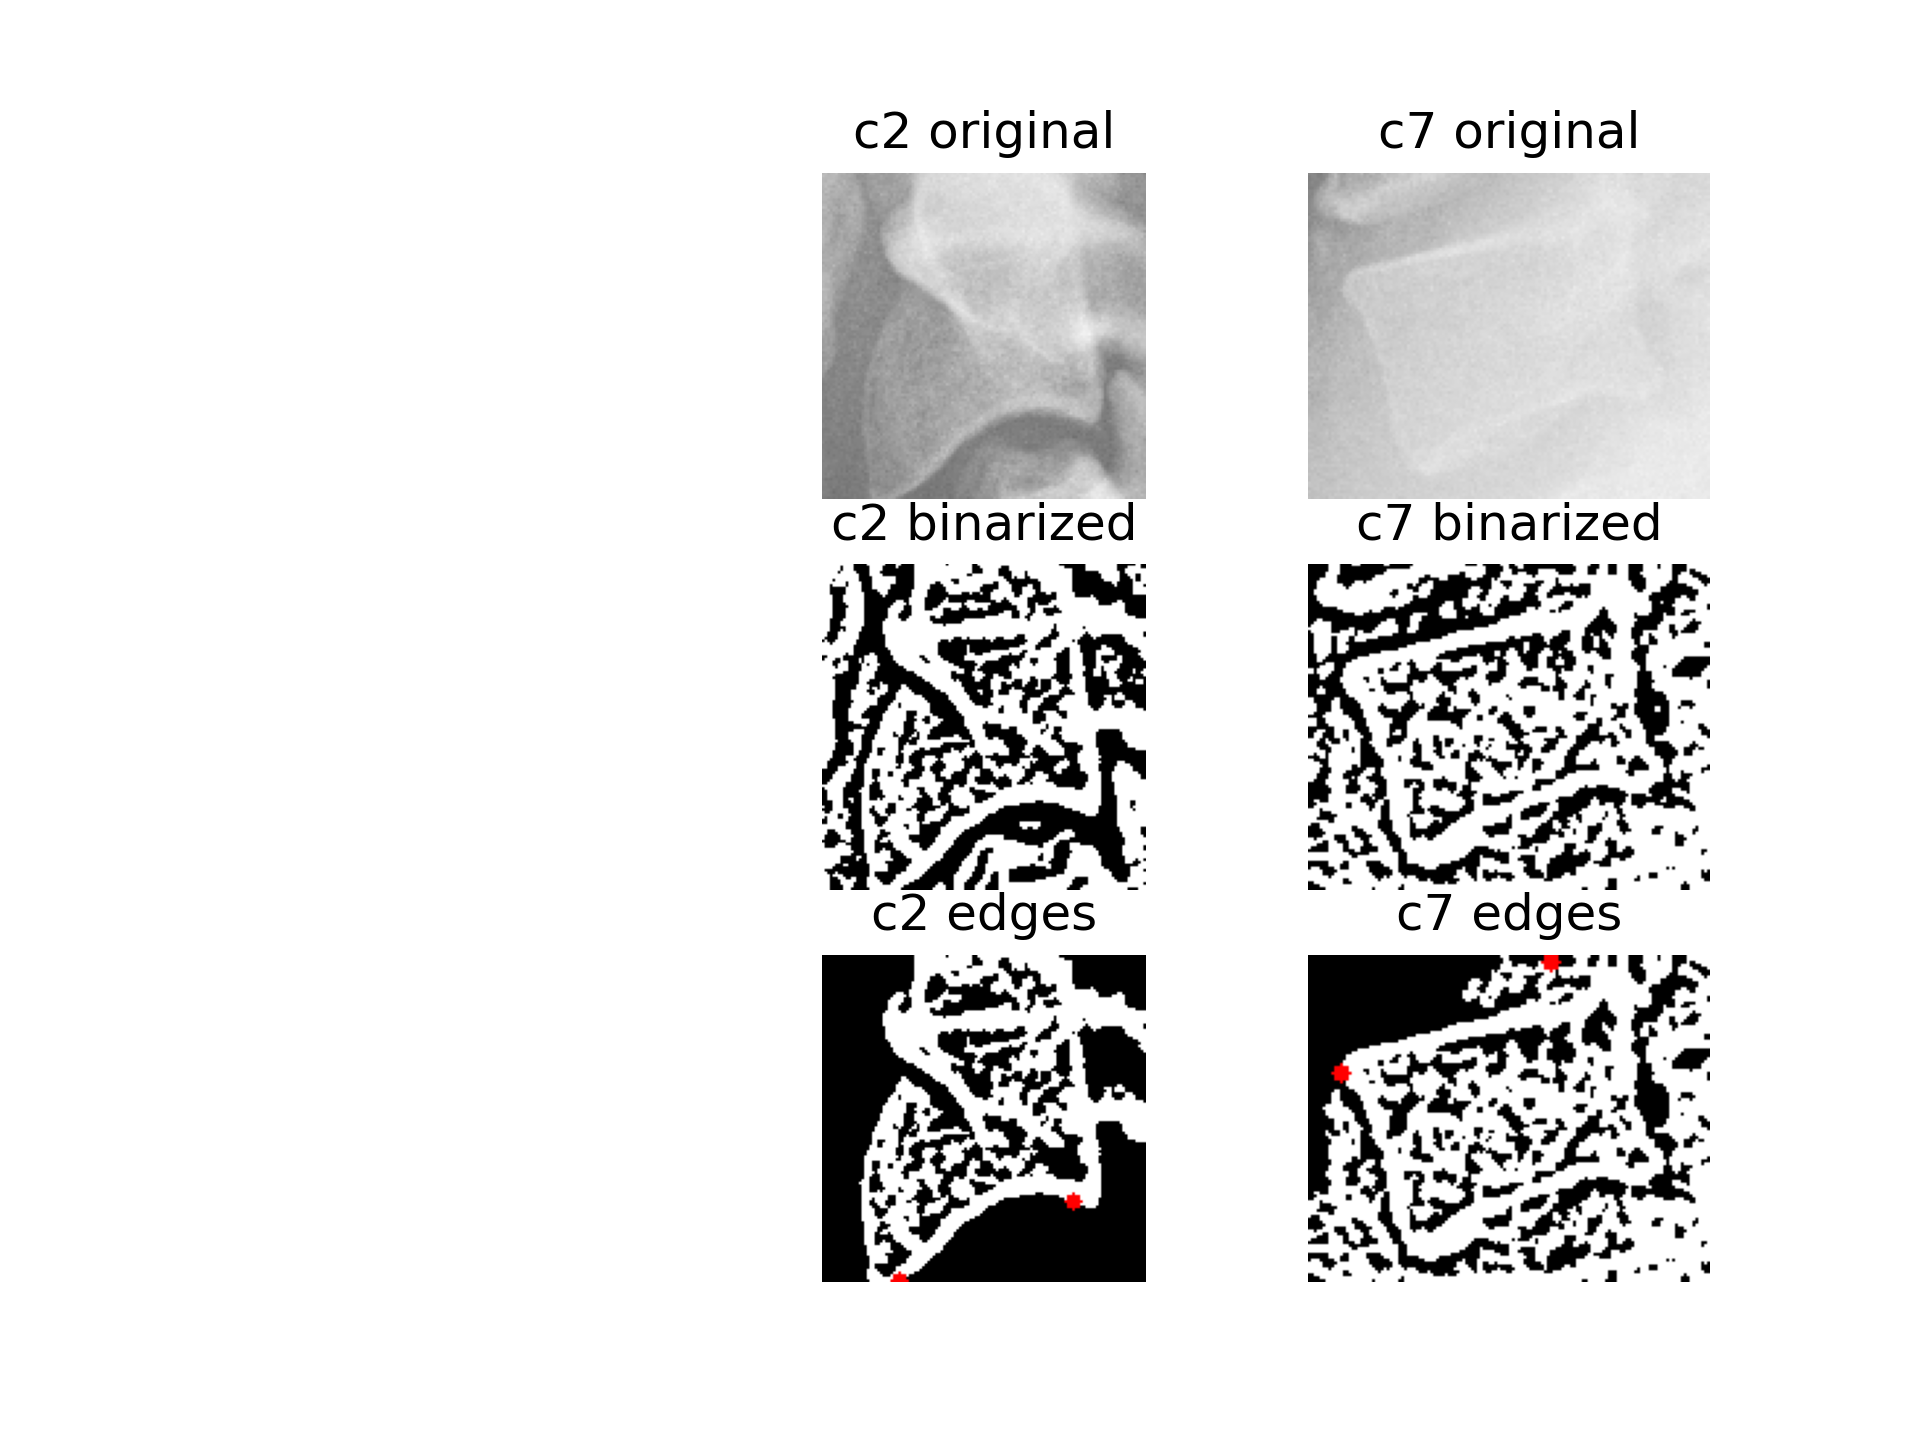 c2 original
c7 original
c2 binarized
c7 binarized
c2 edges
c7 edges